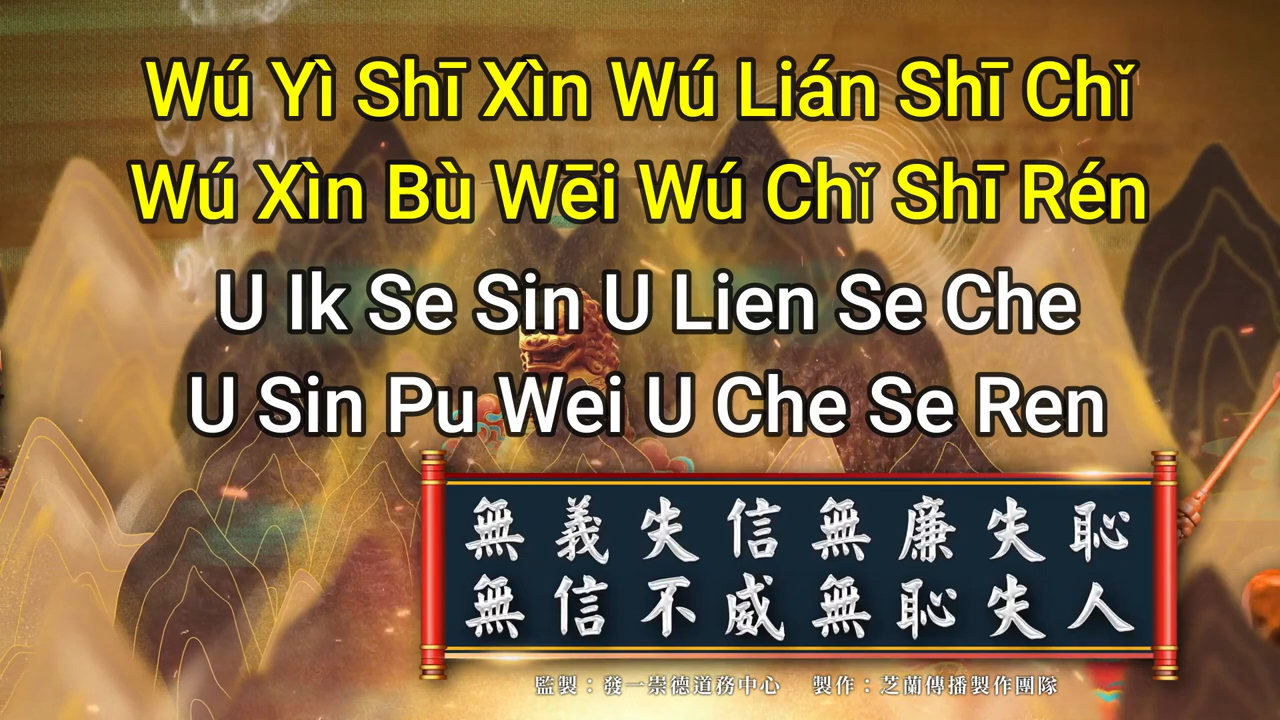 Wú Yì Shī Xìn Wú Lián Shī Chǐ
Wú Xìn Bù Wēi Wú Chǐ Shī Rén
U Ik Se Sin U Lien Se Che
U Sin Pu Wei U Che Se Ren
無義失信無廉失恥
無信不威無恥失人
監製：發一崇德道務中心 製作：芝蘭傳播製作團隊